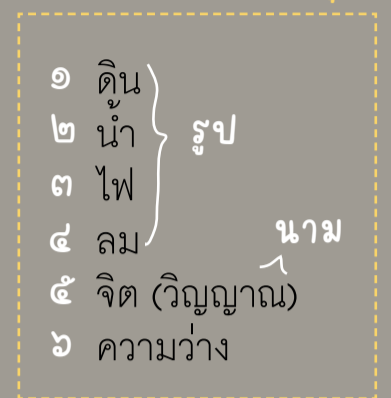 ๑ ดิน
๒ น้ำ
รูป
๓ ไฟ
๔ ลม
นาม
๕ จิต (วิญญาณ)
๖ ความว่าง